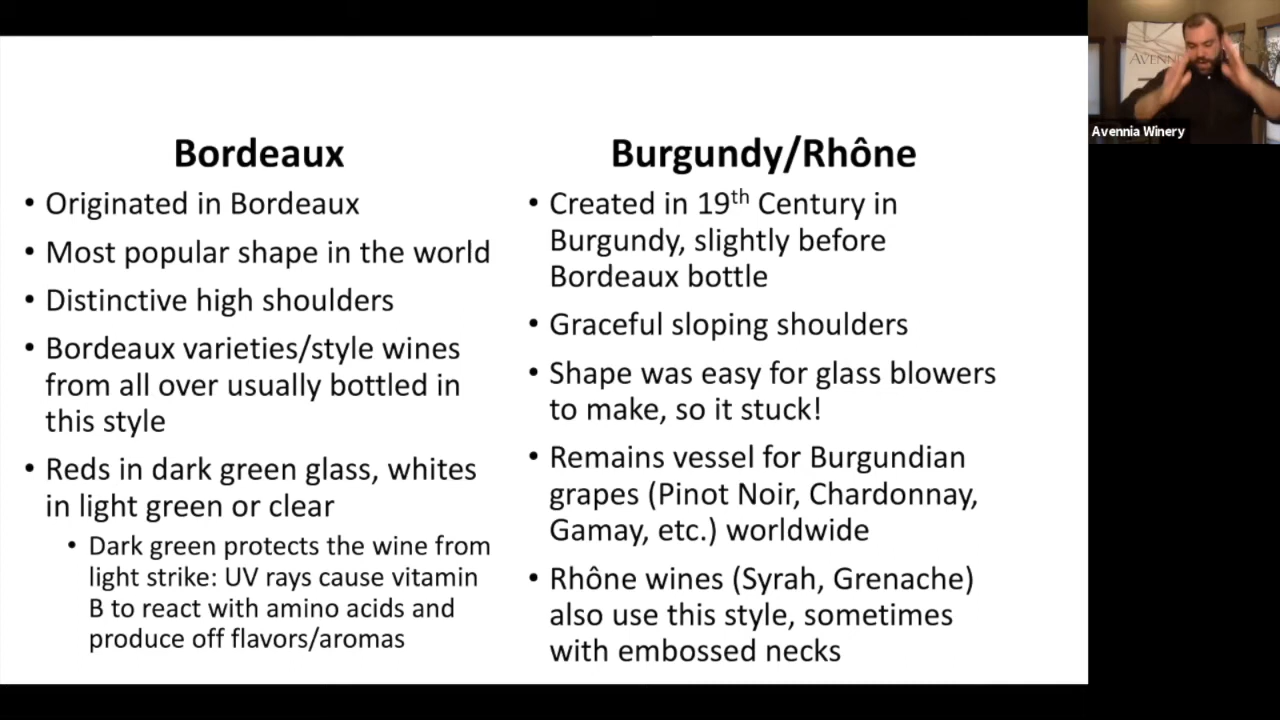 Bordeaux
• Originated in Bordeaux
• Most popular shape in the world
• Distinctive high shoulders
• Bordeaux varieties/style wines
from all over usually bottled in
this style
• Reds in dark green glass, whites
in light green or clear
• Dark green protects the wine from
light strike: UV rays cause vitamin
B to react with amino acids and
produce off flavors/aromas
Burgundy/Rhône
• Created in 19th Century in
Burgundy, slightly before
Bordeaux bottle
• Graceful sloping shoulders
• Shape was easy for glass blowers
to make, so it stuck!
• Remains vessel for Burgundian
grapes (Pinot Noir, Chardonnay,
Gamay, etc.) worldwide
• Rhône wines (Syrah, Grenache)
also use this style, sometimes
with embossed necks
Avennia Winery